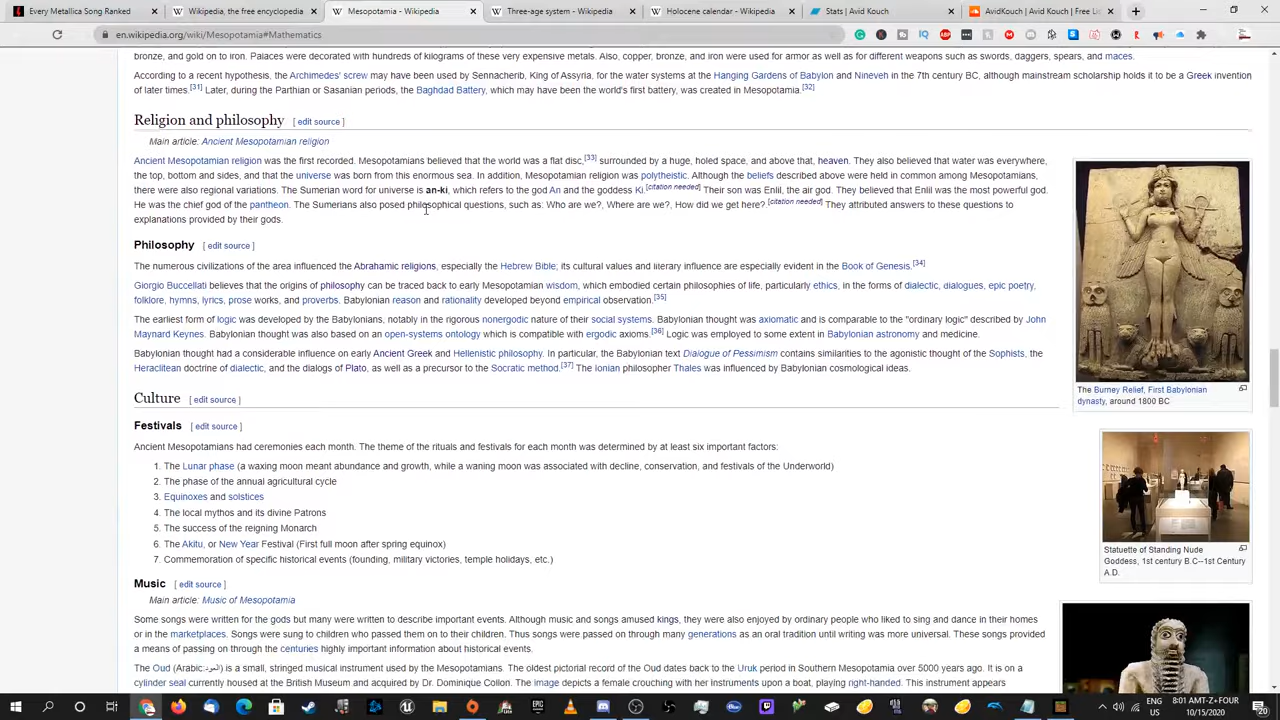 Every Metallica Song Ranked
Wikipedia, the free encyclopedia
Mesopotamia - Wikipedia
Three-age system - Wikipedia
Holocene calendar - Wikipedia
Stats | Avid Kouch
AvidKouch | Avid Kouch | Free Li
en.wikipedia.org/wiki/Mesopotamia#Mathematics
bronze, and gold on to iron. Palaces were decorated with hundreds of kilograms of these very expensive metals. Also, copper, bronze, and iron were used for armor as well as for different weapons such as swords, daggers, spears, and maces.
According to a recent hypothesis, the Archimedes' screw may have been used by Sennacherib, King of Assyria, for the water systems at the Hanging Gardens of Babylon and Nineveh in the 7th century BC, although mainstream scholarship holds it to be a Greek invention
of later times.[31] Later, during the Parthian or Sasanian periods, the Baghdad Battery, which may have been the world's first battery, was created in Mesopotamia.[32]
Religion and philosophy [ edit source ]
Main article: Ancient Mesopotamian religion
Ancient Mesopotamian religion was the first recorded. Mesopotamians believed that the world was a flat disc,[33] surrounded by a huge, holed space, and above that, heaven. They also believed that water was everywhere,
the top, bottom and sides, and that the universe was born from this enormous sea. In addition, Mesopotamian religion was polytheistic. Although the beliefs described above were held in common among Mesopotamians,
there were also regional variations. The Sumerian word for universe is an-ki, which refers to the god An and the goddess Ki.[citation needed] Their son was Enlil, the air god. They believed that Enlil was the most powerful god.
He was the chief god of the pantheon. The Sumerians also posed philosophical questions, such as: Who are we?, Where are we?, How did we get here?.[citation needed] They attributed answers to these questions to
explanations provided by their gods.
Philosophy [ edit source ]
The numerous civilizations of the area influenced the Abrahamic religions, especially the Hebrew Bible; its cultural values and literary influence are especially evident in the Book of Genesis.[34]
Giorgio Buccellati believes that the origins of philosophy can be traced back to early Mesopotamian wisdom, which embodied certain philosophies of life, particularly ethics, in the forms of dialectic, dialogues, epic poetry,
folklore, hymns, lyrics, prose works, and proverbs. Babylonian reason and rationality developed beyond empirical observation.[35]
The earliest form of logic was developed by the Babylonians, notably in the rigorous nonergodic nature of their social systems. Babylonian thought was axiomatic and is comparable to the "ordinary logic" described by John
Maynard Keynes. Babylonian thought was also based on an open-systems ontology which is compatible with ergodic axioms.[36] Logic was employed to some extent in Babylonian astronomy and medicine.
Babylonian thought had a considerable influence on early Ancient Greek and Hellenistic philosophy. In particular, the Babylonian text Dialogue of Pessimism contains similarities to the agonistic thought of the Sophists, the
Heraclitean doctrine of dialectic, and the dialogs of Plato, as well as a precursor to the Socratic method.[37] The Ionian philosopher Thales was influenced by Babylonian cosmological ideas.
The Burney Relief, First Babylonian
dynasty, around 1800 BC
Culture [ edit source ]
Festivals [ edit source ]
Ancient Mesopotamians had ceremonies each month. The theme of the rituals and festivals for each month was determined by at least six important factors:
1. The Lunar phase (a waxing moon meant abundance and growth, while a waning moon was associated with decline, conservation, and festivals of the Underworld)
2. The phase of the annual agricultural cycle
3. Equinoxes and solstices
4. The local mythos and its divine Patrons
5. The success of the reigning Monarch
6. The Akitu, or New Year Festival (First full moon after spring equinox)
7. Commemoration of specific historical events (founding, military victories, temple holidays, etc.)
Statuette of Standing Nude
Goddess, 1st century B.C--1st Century
A.D.
Music [ edit source ]
Main article: Music of Mesopotamia
Some songs were written for the gods but many were written to describe important events. Although music and songs amused kings, they were also enjoyed by ordinary people who liked to sing and dance in their homes
or in the marketplaces. Songs were sung to children who passed them on to their children. Thus songs were passed on through many generations as an oral tradition until writing was more universal. These songs provided
a means of passing on through the centuries highly important information about historical events.
The Oud (Arabic:العود) is a small, stringed musical instrument used by the Mesopotamians. The oldest pictorial record of the Oud dates back to the Uruk period in Southern Mesopotamia over 5000 years ago. It is on a
cylinder seal currently housed at the British Museum and acquired by Dr. Dominique Collon. The image depicts a female crouching with her instruments upon a boat, playing right-handed. This instrument appears
ENG
US
8:01 AMT-Z+FOUR
10/15/2020
20